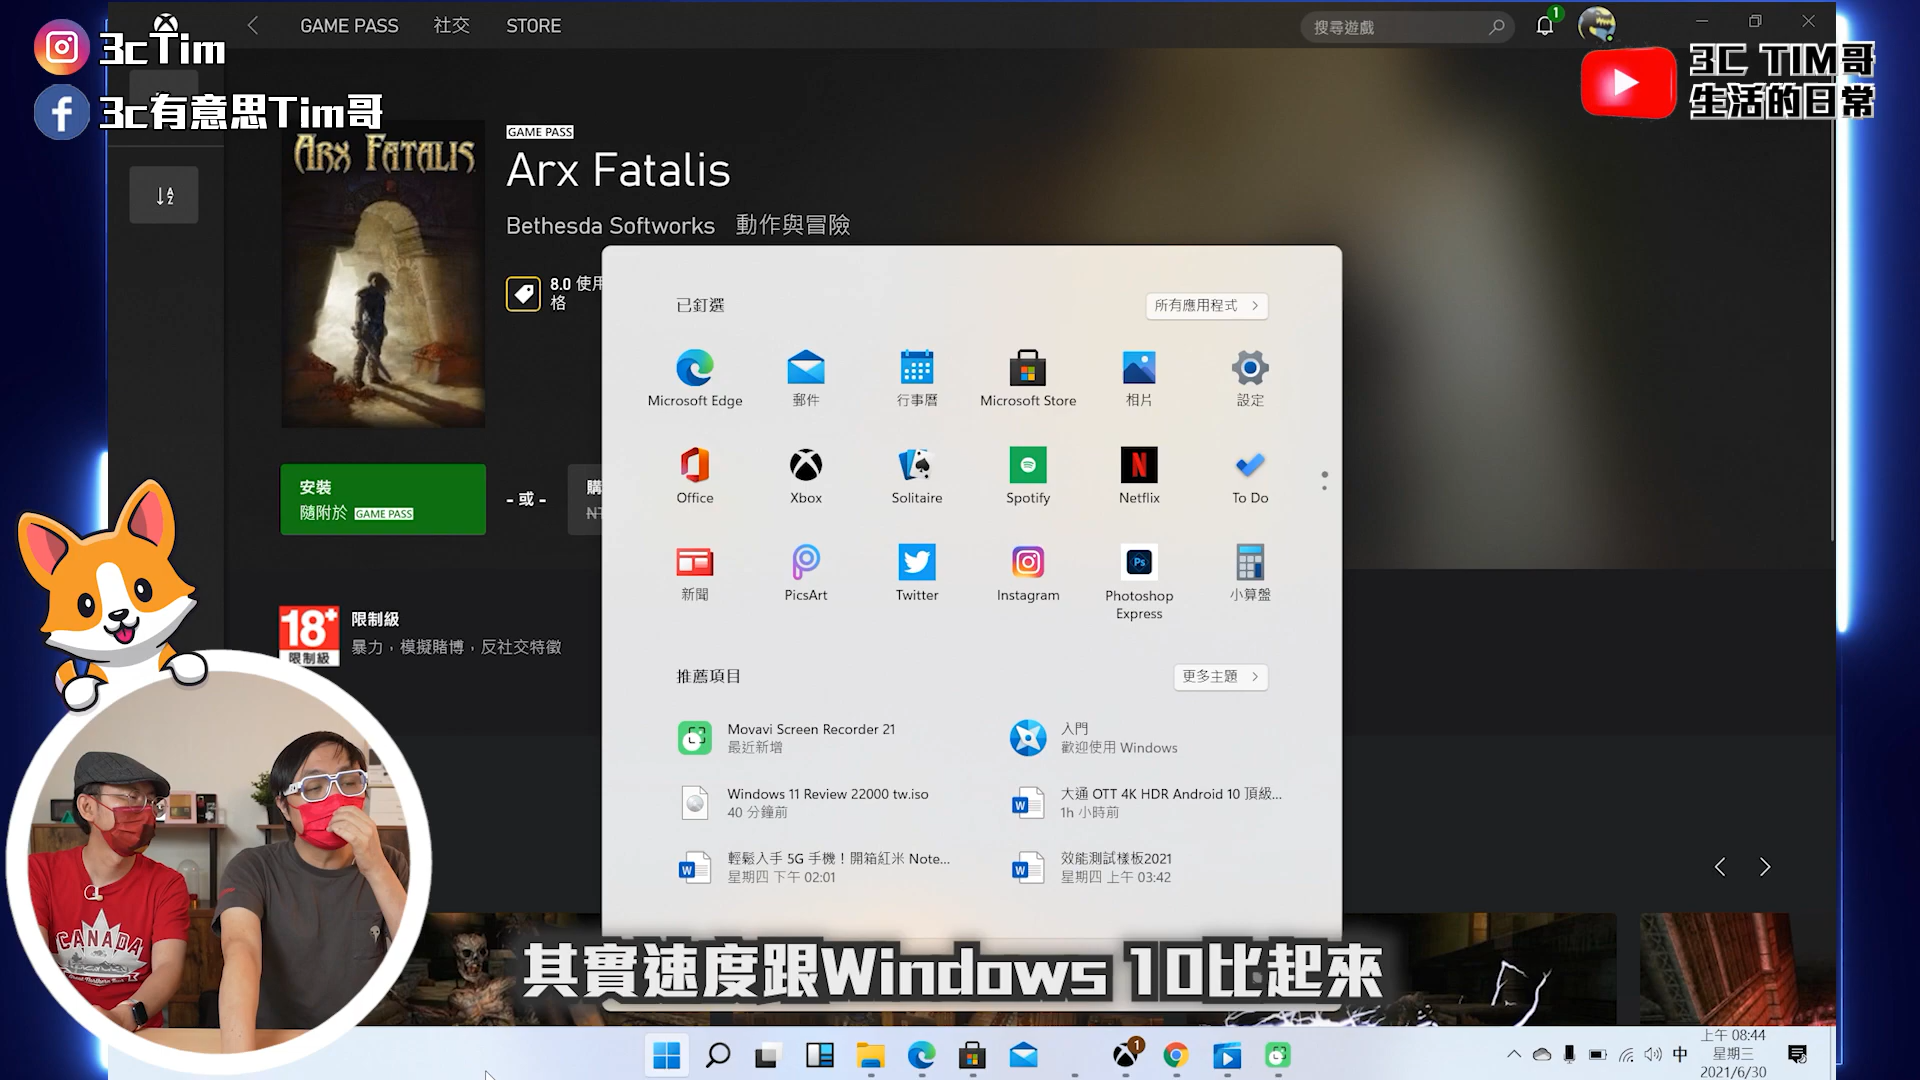 3cTim
3c有意思Tim哥
GAME PASS
社交
STORE
搜尋遊戲
1
3C TIM哥
生活的日常
ARX FATALIS
GAME PASS
Arx Fatalis
Bethesda Softworks 動作與冒險
8.0 使用
格
已釘選
所有應用程式
Microsoft Edge
郵件
行事曆
Microsoft Store
相片
設定
Office
Xbox
Solitaire
Spotify
Netflix
To Do
新聞
PicsArt
Twitter
Instagram
Ps
Photoshop
Express
小算盤
安裝
隨附於 GAME PASS
- 或 -
購
NT
18+
限制級
限制級
暴力，模擬賭博，反社交特徵
推薦項目
更多主題
Movavi Screen Recorder 21
最近新增
入門
歡迎使用 Windows
Windows 11 Review 22000 tw.iso
40 分鐘前
大通 OTT 4K HDR Android 10 頂級...
1h 小時前
輕鬆入手 5G 手機！開箱紅米 Note...
星期四 下午 02:01
效能測試樣板2021
星期四 上午 03:42
CANADA
其實速度跟Windows 10比起來
1
中
上午 08:44
星期三
2021/6/30